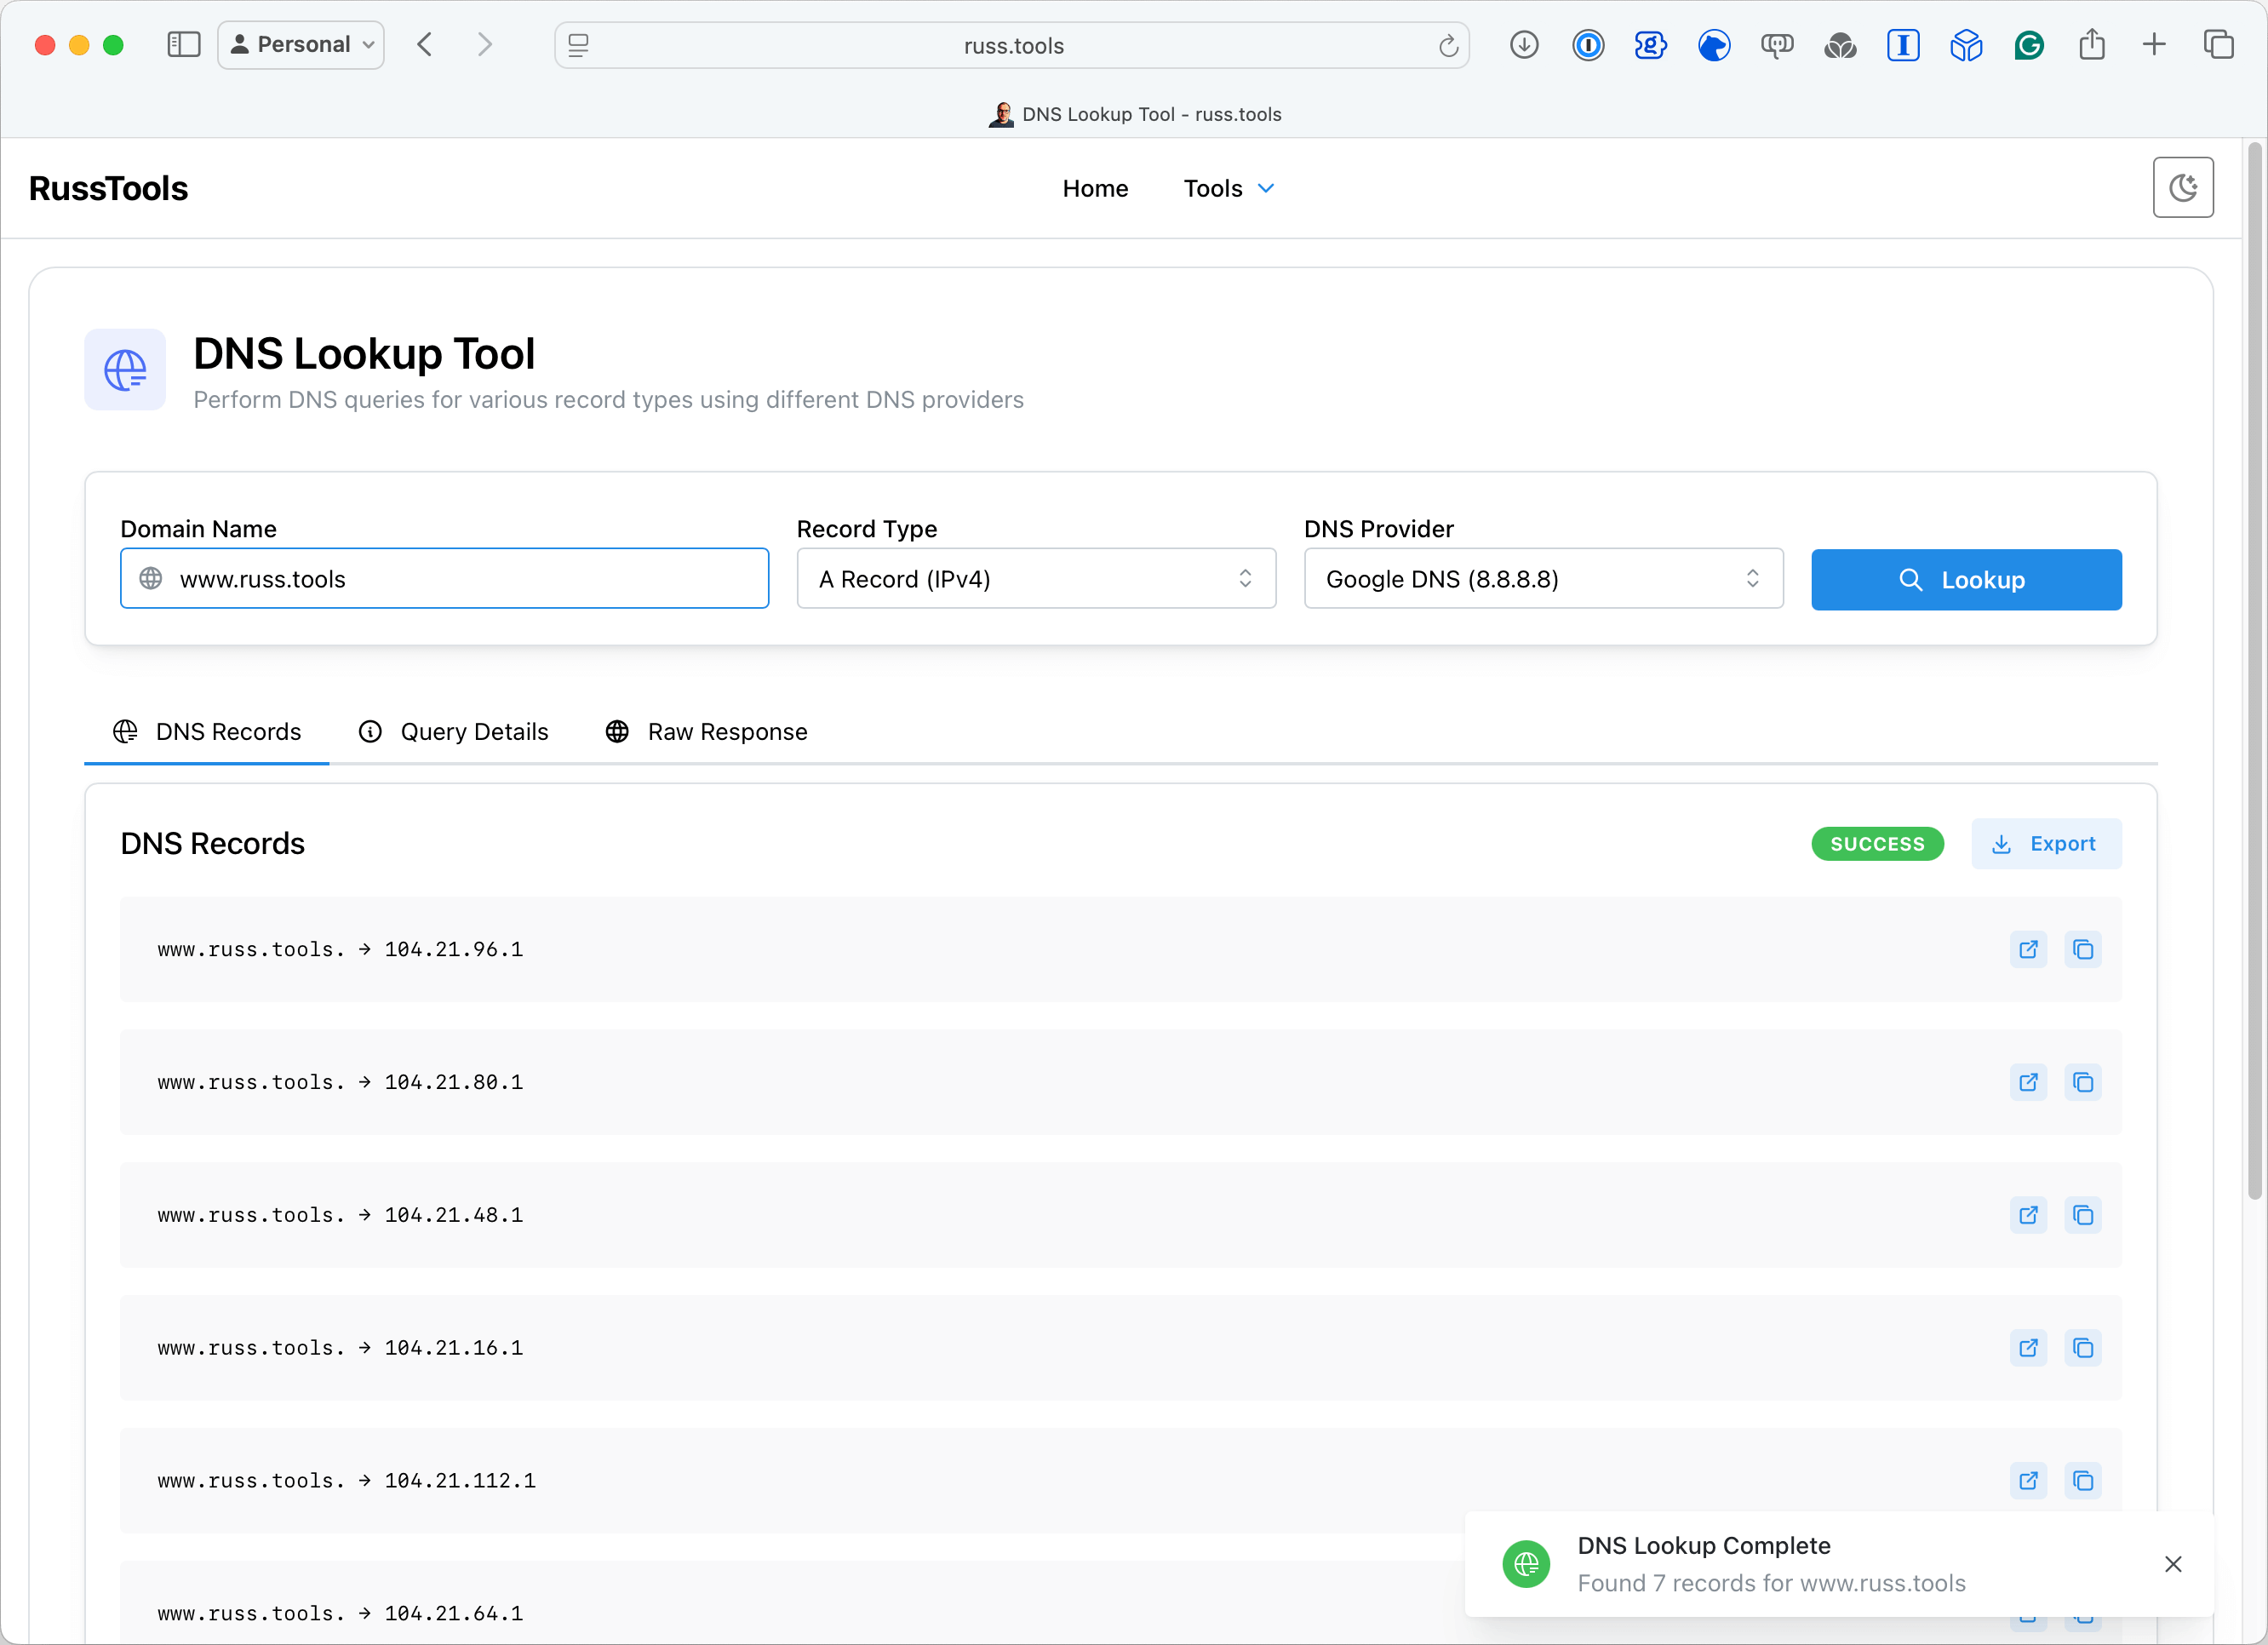 Personal
russ.tools
DNS Lookup Tool - russ.tools
RussTools
Home
Tools
DNS Lookup Tool
Perform DNS queries for various record types using different DNS providers
Domain Name
Record Type
DNS Provider
www.russ.tools
A Record (IPv4)
Google DNS (8.8.8.8)
Lookup
DNS Records
Query Details
Raw Response
DNS Records
SUCCESS
Export
www.russ.tools. → 104.21.96.1
www.russ.tools. → 104.21.80.1
www.russ.tools. → 104.21.48.1
www.russ.tools. → 104.21.16.1
www.russ.tools. → 104.21.112.1
www.russ.tools. → 104.21.64.1
DNS Lookup Complete
Found 7 records for www.russ.tools